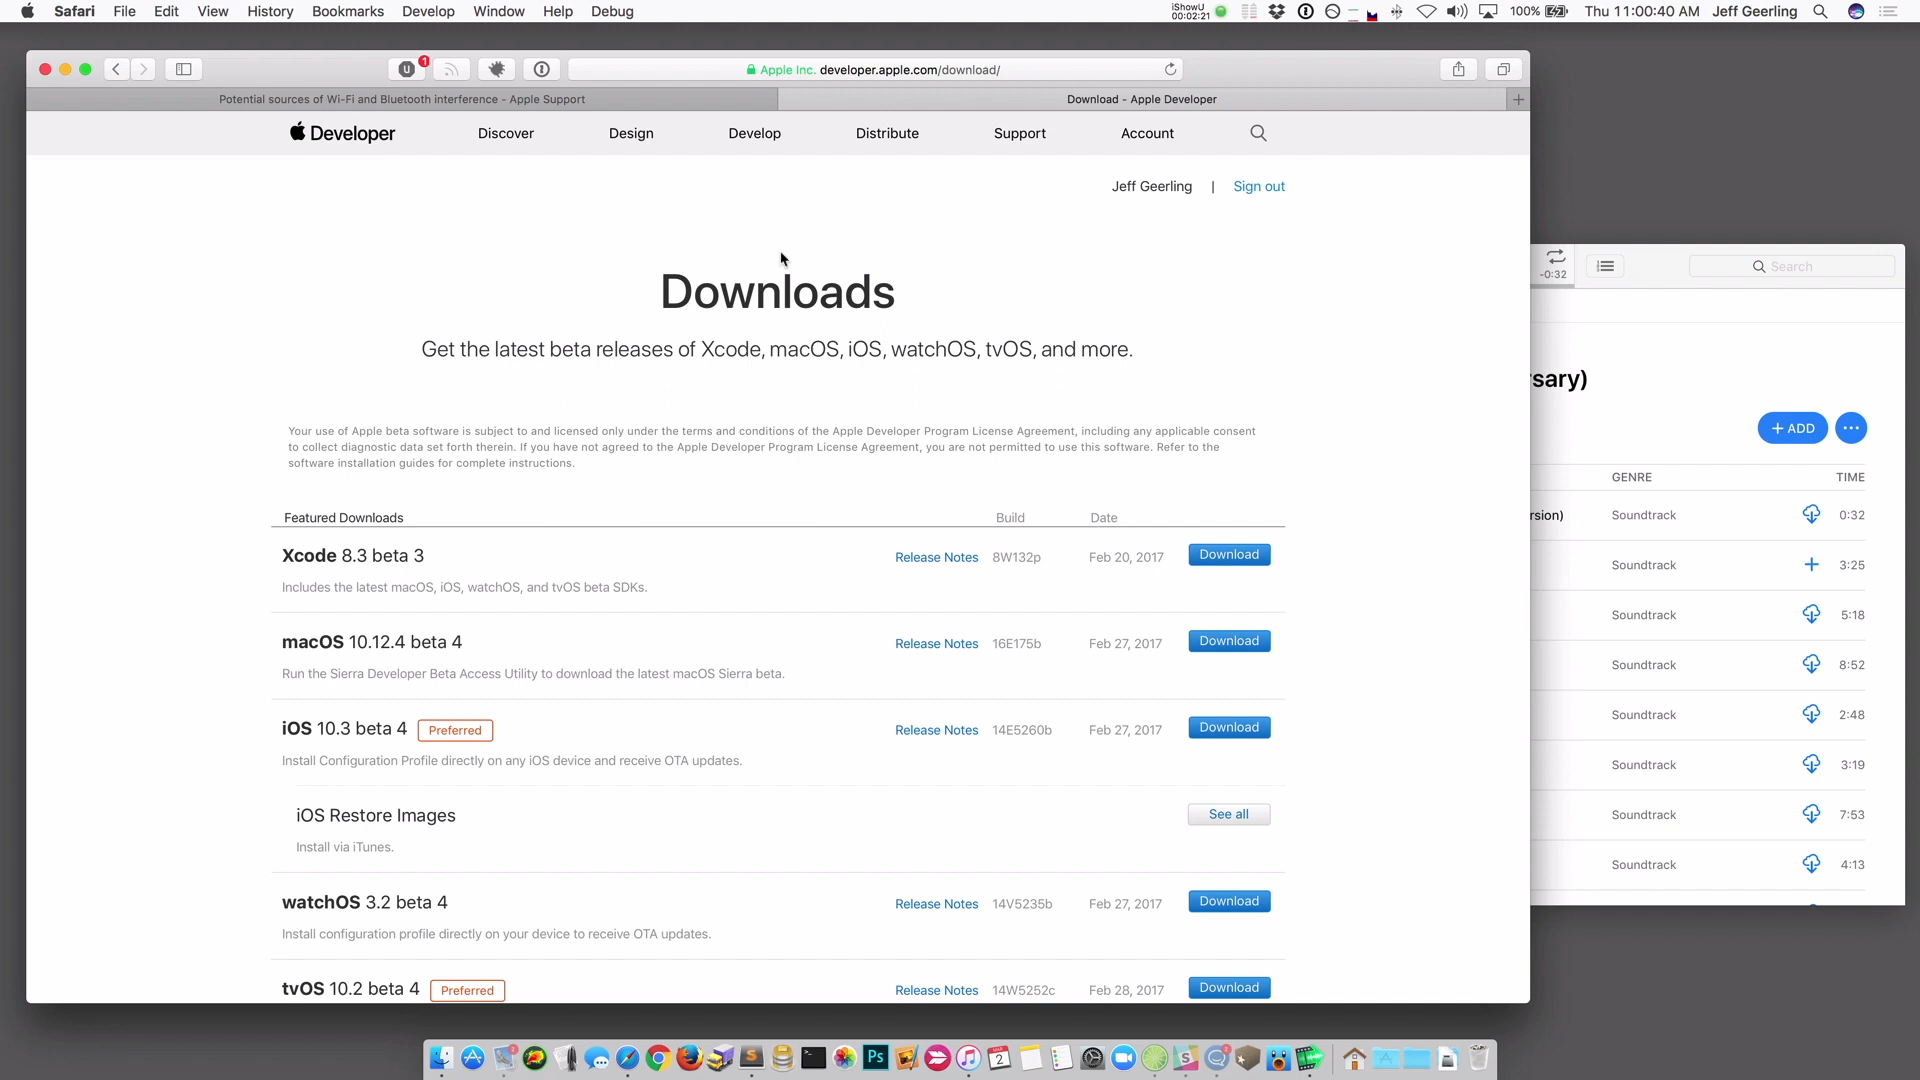 Safari File Edit View History Bookmarks Develop Window Help Debug
iShowU
00:02:21
100%
Thu 11:00:40 AM
Jeff Geerling
1
Apple Inc. developer.apple.com/download/
Potential sources of Wi-Fi and Bluetooth interference - Apple Support
Download - Apple Developer
Developer
Discover
Design
Develop
Distribute
Support
Account
Jeff Geerling | Sign out
Downloads
Get the latest beta releases of Xcode, macOS, iOS, watchOS, tvOS, and more.
Your use of Apple beta software is subject to and licensed only under the terms and conditions of the Apple Developer Program License Agreement, including any applicable consent
to collect diagnostic data set forth therein. If you have not agreed to the Apple Developer Program License Agreement, you are not permitted to use this software. Refer to the
software installation guides for complete instructions.
Featured Downloads Build Date
Xcode 8.3 beta 3 Release Notes 8W132p Feb 20, 2017 Download
Includes the latest macOS, iOS, watchOS, and tvOS beta SDKs.
macOS 10.12.4 beta 4 Release Notes 16E175b Feb 27, 2017 Download
Run the Sierra Developer Beta Access Utility to download the latest macOS Sierra beta.
iOS 10.3 beta 4 Preferred Release Notes 14E5260b Feb 27, 2017 Download
Install Configuration Profile directly on any iOS device and receive OTA updates.
iOS Restore Images See all
Install via iTunes.
watchOS 3.2 beta 4 Release Notes 14V5235b Feb 27, 2017 Download
Install configuration profile directly on your device to receive OTA updates.
tvOS 10.2 beta 4 Preferred Release Notes 14W5252c Feb 28, 2017 Download
-0:32
Search
sary)
+ ADD
GENRE TIME
rsion) Soundtrack 0:32
Soundtrack 3:25
Soundtrack 5:18
Soundtrack 8:52
Soundtrack 2:48
Soundtrack 3:19
Soundtrack 7:53
Soundtrack 4:13
Ps
2